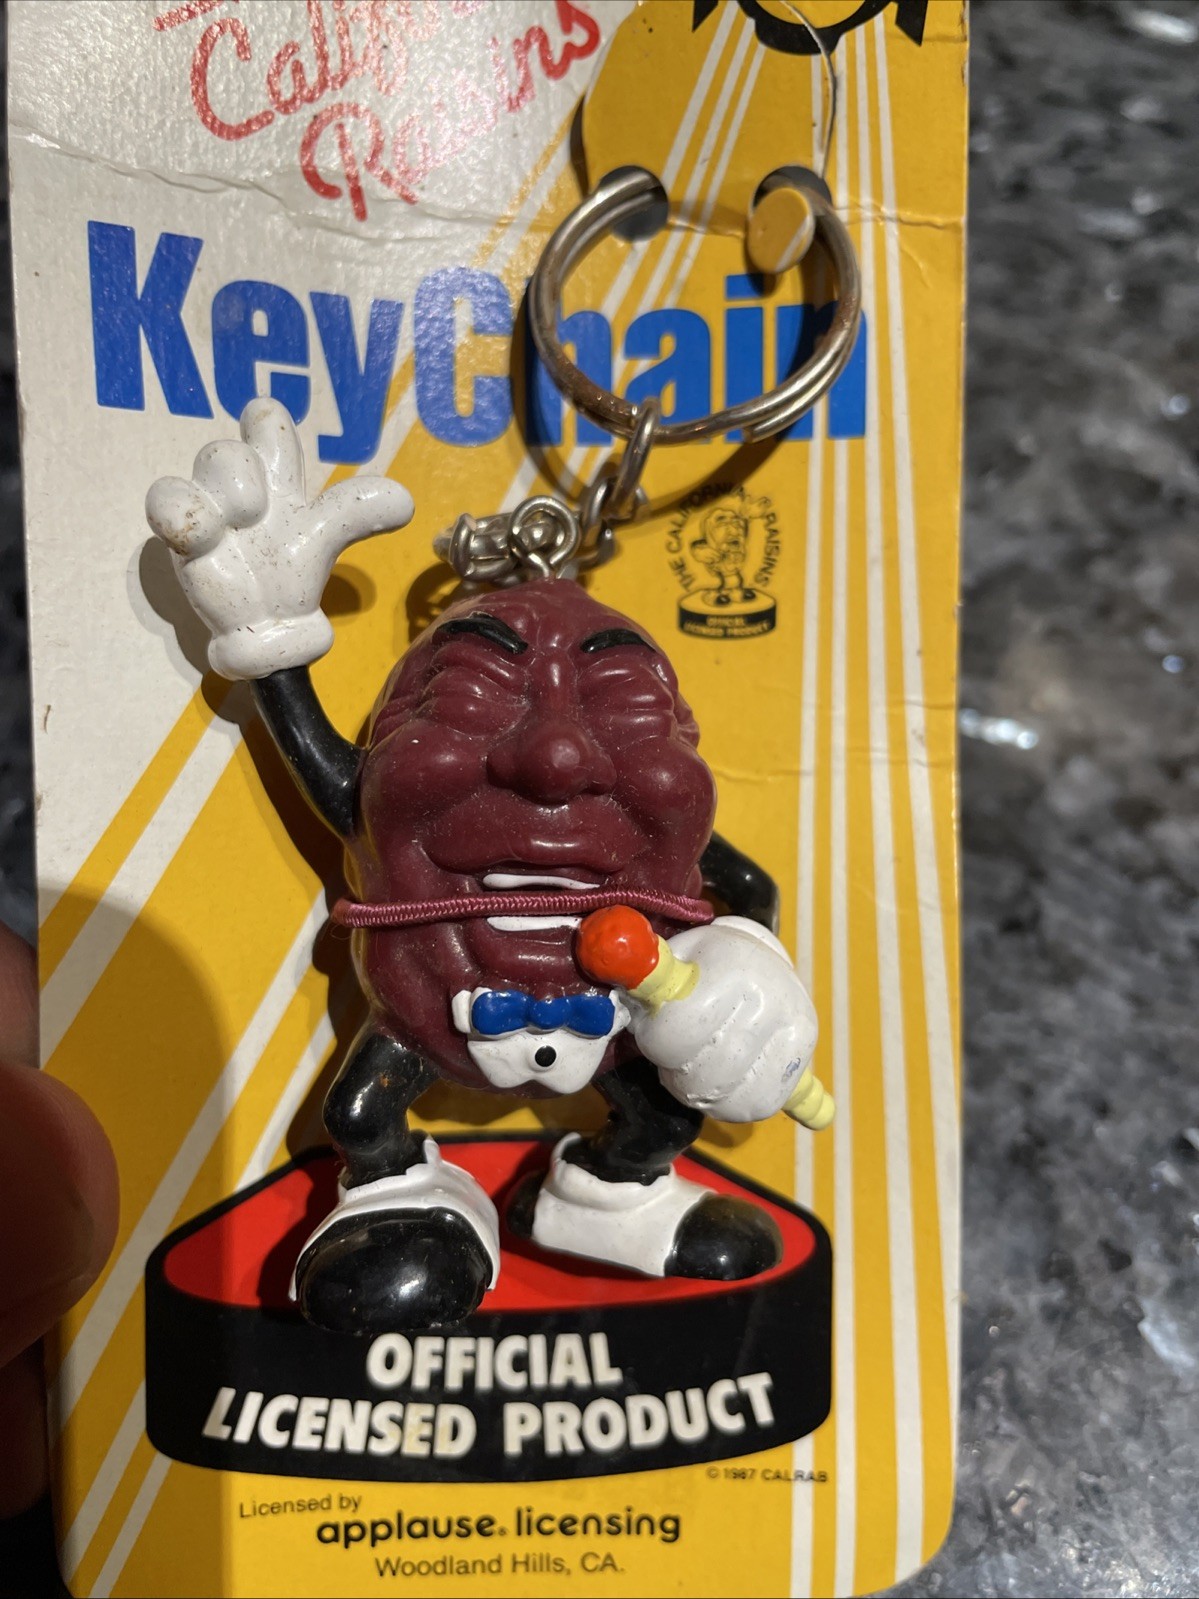 California
Raisins
KeyChain
THE CALIFORNIA RAISINS
OFFICIAL
LICENSED PRODUCT
OFFICIAL
LICENSED PRODUCT
© 1987 CALRAB
Licensed by
applause® licensing
Woodland Hills, CA.